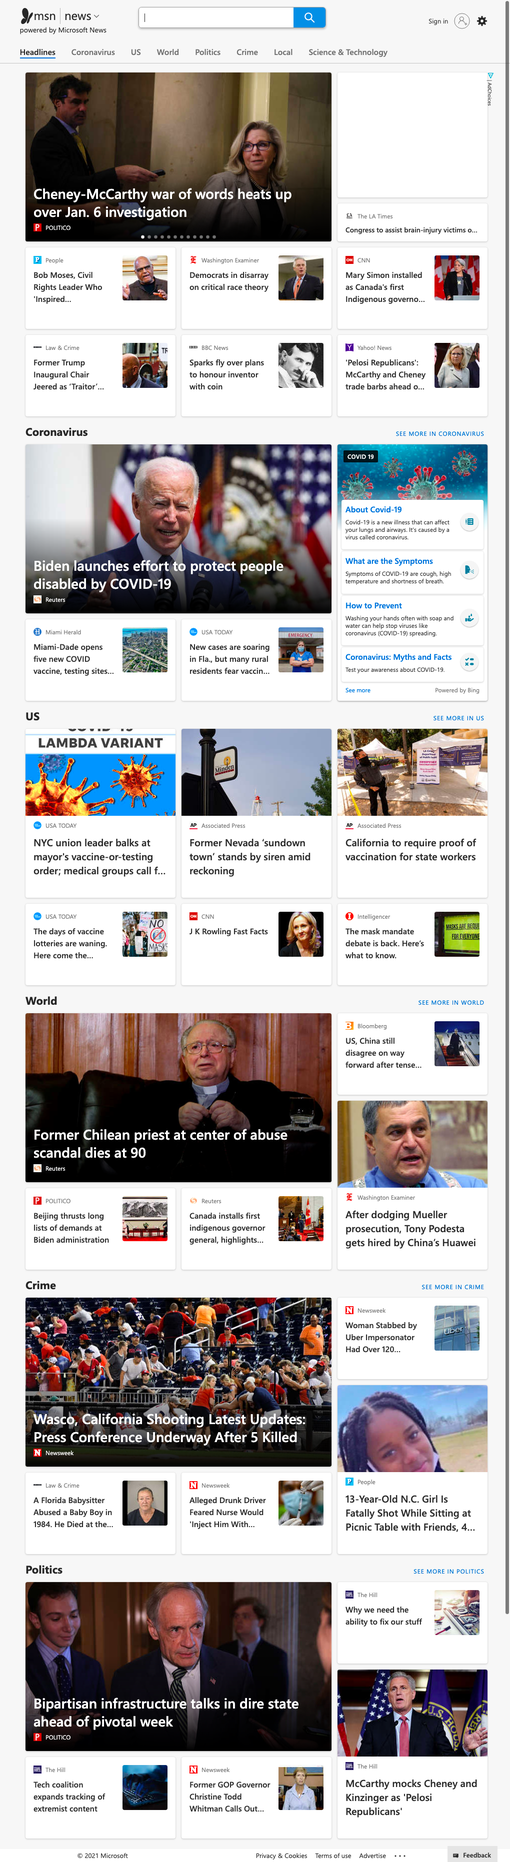 msn | news
powered by Microsoft News
Sign in
Headlines Coronavirus US World Politics Crime Local Science & Technology
Cheney-McCarthy war of words heats up
over Jan. 6 investigation
POLITICO
AdChoices
The LA Times
Congress to assist brain-injury victims o...
People
Bob Moses, Civil
Rights Leader Who
'Inspired...
Washington Examiner
Democrats in disarray
on critical race theory
CNN
Mary Simon installed
as Canada's first
Indigenous governo...
Law & Crime
Former Trump
Inaugural Chair
Jeered as 'Traitor'...
BBC News
Sparks fly over plans
to honour inventor
with coin
Yahoo! News
'Pelosi Republicans':
McCarthy and Cheney
trade barbs ahead o...
Coronavirus
SEE MORE IN CORONAVIRUS
Biden launches effort to protect people
disabled by COVID-19
Reuters
COVID 19
About Covid-19
Covid-19 is a new illness that can affect
your lungs and airways. It's caused by a
virus called coronavirus.
What are the Symptoms
Symptoms of COVID-19 are cough, high
temperature and shortness of breath.
How to Prevent
Washing your hands often with soap and
water can help stop viruses like
coronavirus (COVID-19) spreading.
Coronavirus: Myths and Facts
Test your awareness about COVID-19.
See more
Powered by Bing
Miami Herald
Miami-Dade opens
five new COVID
vaccine, testing sites...
USA TODAY
New cases are soaring
in Fla., but many rural
residents fear vaccin...
EMERGENCY
US
SEE MORE IN US
COVID-19
LAMBDA VARIANT
USA TODAY
NYC union leader balks at
mayor's vaccine-or-testing
order; medical groups call f...
Minden
Associated Press
Former Nevada 'sundown
town' stands by siren amid
reckoning
Associated Press
California to require proof of
vaccination for state workers
USA TODAY
The days of vaccine
lotteries are waning.
Here come the...
NO
MASK
CNN
J K Rowling Fast Facts
Intelligencer
The mask mandate
debate is back. Here's
what to know.
World
SEE MORE IN WORLD
Former Chilean priest at center of abuse
scandal dies at 90
Reuters
Bloomberg
US, China still
disagree on way
forward after tense...
Washington Examiner
After dodging Mueller
prosecution, Tony Podesta
gets hired by China's Huawei
POLITICO
Beijing thrusts long
lists of demands at
Biden administration
Reuters
Canada installs first
indigenous governor
general, highlights...
Crime
SEE MORE IN CRIME
Wasco, California Shooting Latest Updates:
Press Conference Underway After 5 Killed
Newsweek
Newsweek
Woman Stabbed by
Uber Impersonator
Had Over 120...
Uber
People
13-Year-Old N.C. Girl Is
Fatally Shot While Sitting at
Picnic Table with Friends, 4...
Law & Crime
A Florida Babysitter
Abused a Baby Boy in
1984. He Died at the...
Newsweek
Alleged Drunk Driver
Feared Nurse Would
'Inject Him With...
Politics
SEE MORE IN POLITICS
Bipartisan infrastructure talks in dire state
ahead of pivotal week
POLITICO
The Hill
Why we need the
ability to fix our stuff
The Hill
McCarthy mocks Cheney and
Kinzinger as 'Pelosi
Republicans'
The Hill
Tech coalition
expands tracking of
extremist content
Newsweek
Former GOP Governor
Christine Todd
Whitman Calls Out...
© 2021 Microsoft
Privacy & Cookies Terms of use Advertise ...
Feedback